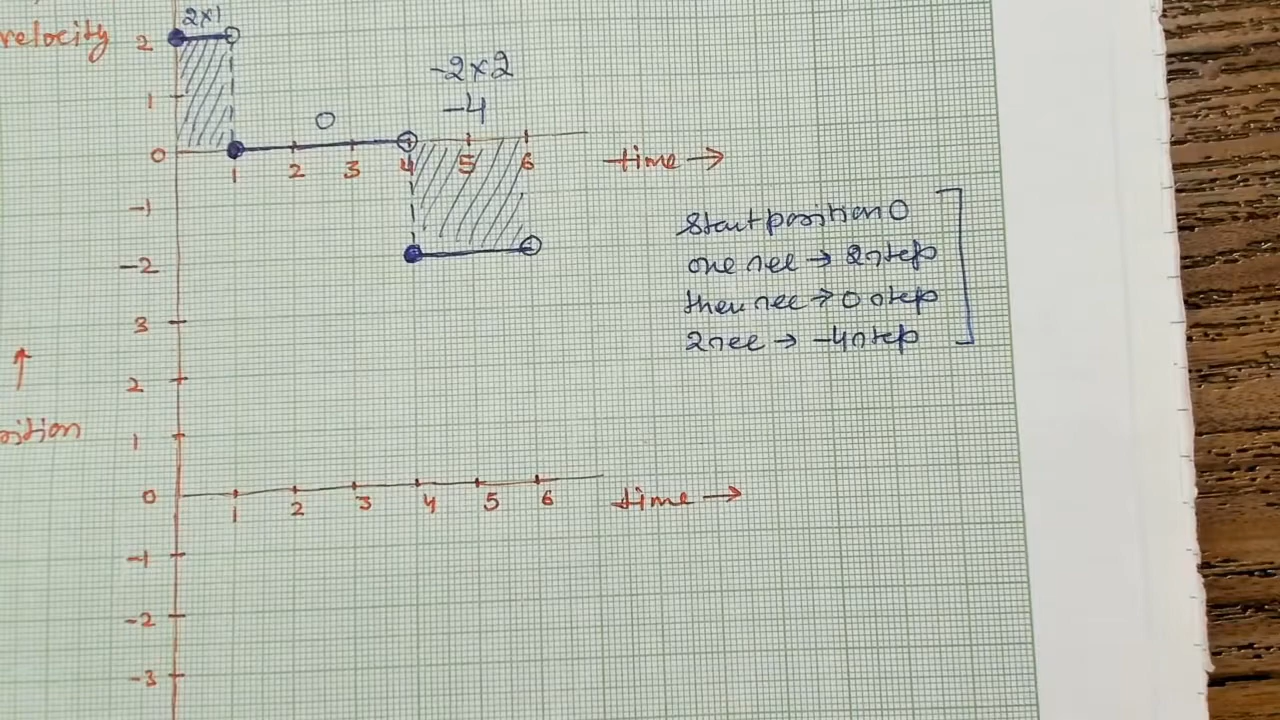 2x1
velocity 2
-2x2
1
-4
0
0
1 2 3 4 5 6 time →
-1
Start position 0
-2
one sec → 2 step
then sec → 0 step
3
2 sec → -4 step
2
1
0
1 2 3 4 5 6 time →
-1
-2
-3